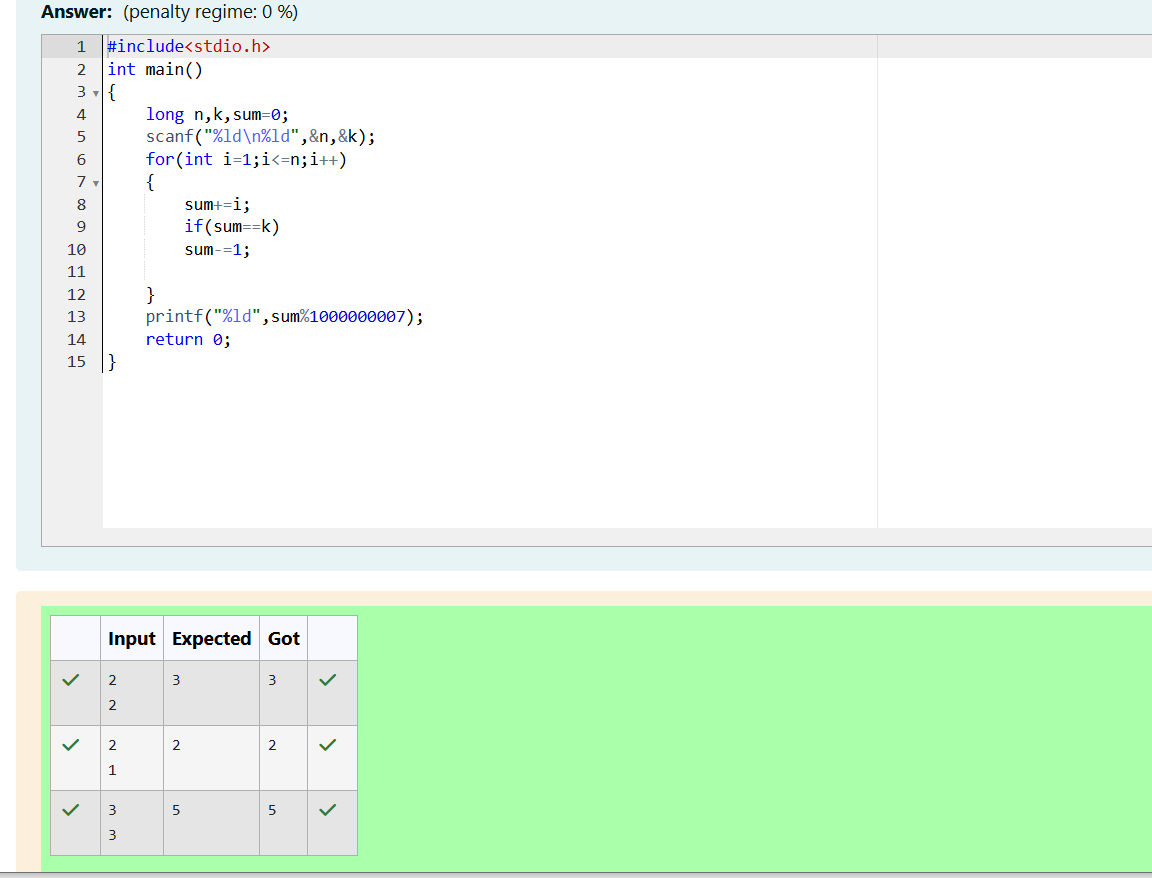 Answer: (penalty regime: 0 %)
1 #include<stdio.h>
2 int main()
3 {
4     long n,k,sum=0;
5     scanf("%ld\n%ld",&n,&k);
6     for(int i=1;i<=n;i++)
7     {
8         sum+=i;
9         if(sum==k)
10         sum-=1;
11
12     }
13     printf("%ld",sum%1000000007);
14     return 0;
15 }
Input Expected Got
2 3 3
2
2 2 2
1
3 5 5
3